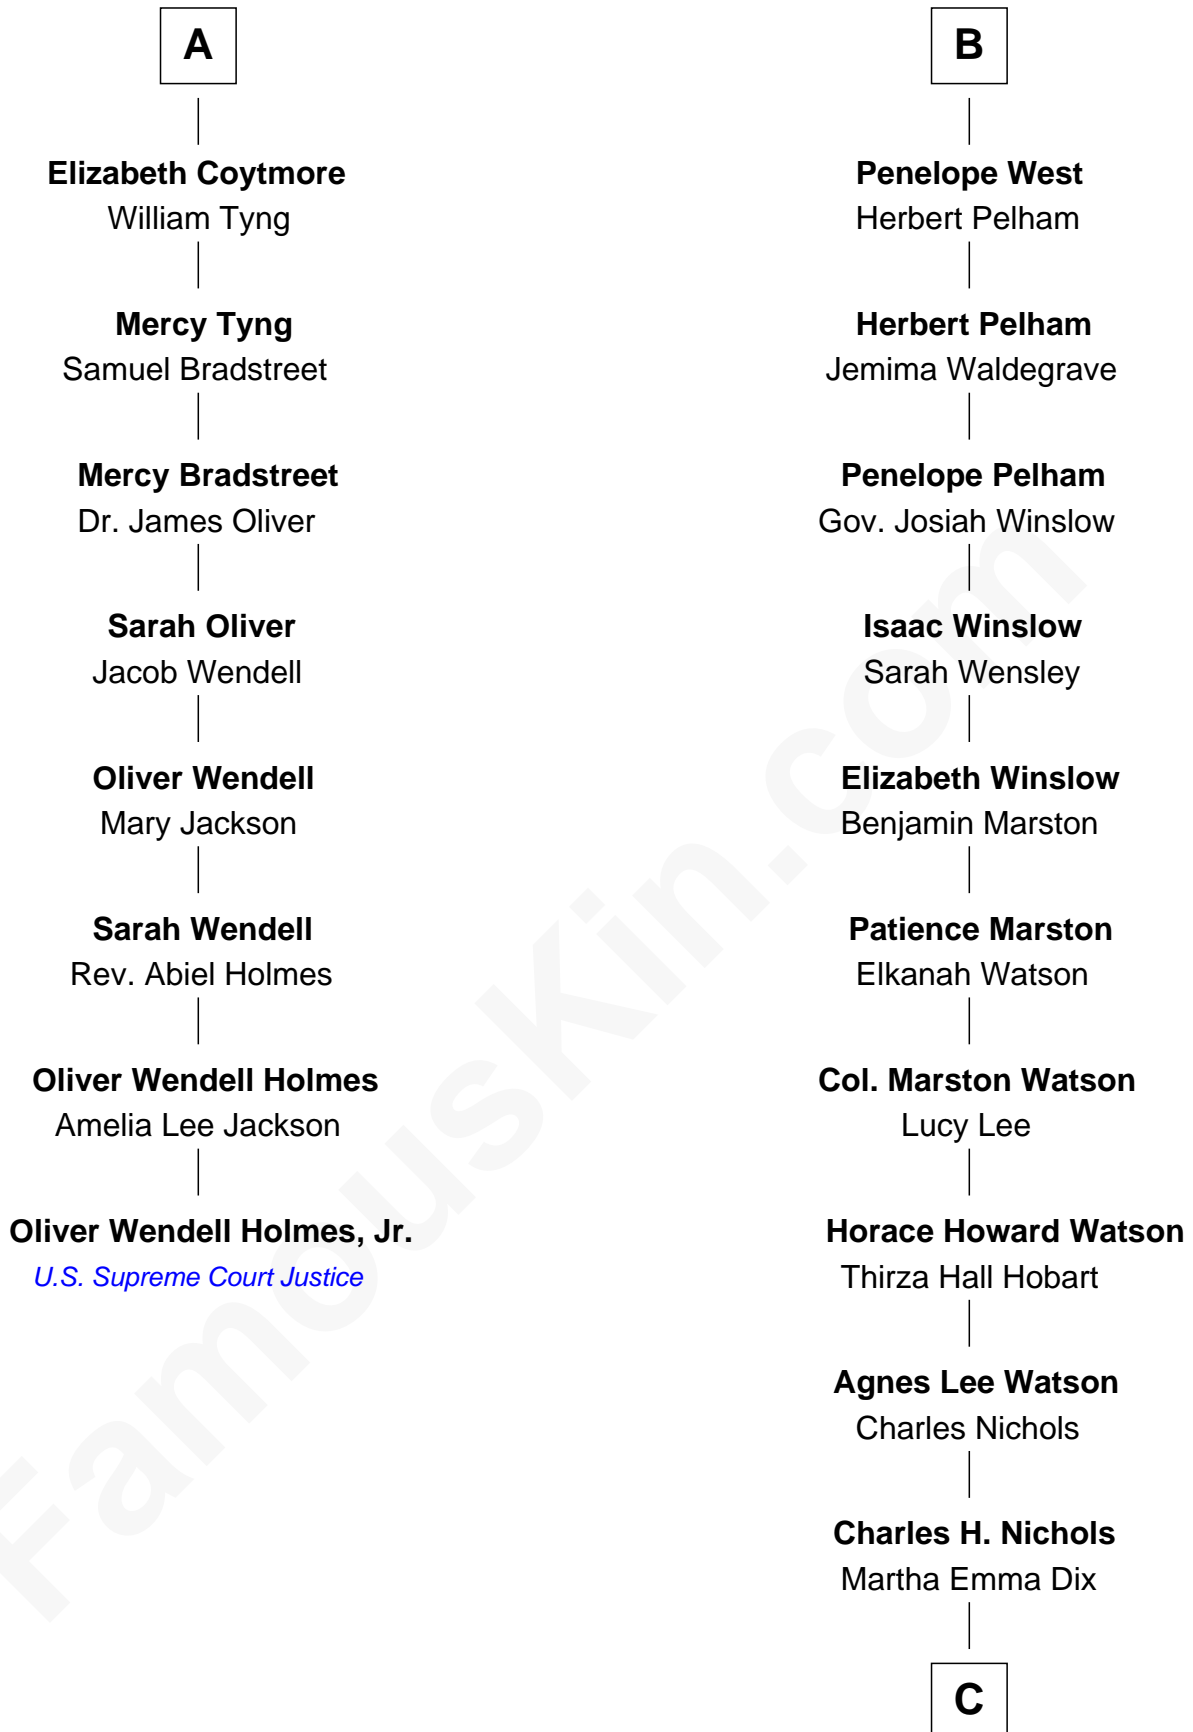 A
Elizabeth Coytmore
William Tyng
Mercy Tyng
Samuel Bradstreet
Mercy Bradstreet
Dr. James Oliver
Sarah Oliver
Jacob Wendell
Oliver Wendell
Mary Jackson
Sarah Wendell
Rev. Abiel Holmes
Oliver Wendell Holmes
Amelia Lee Jackson
Oliver Wendell Holmes, Jr.
U.S. Supreme Court Justice
B
Penelope West
Herbert Pelham
Herbert Pelham
Jemima Waldegrave
Penelope Pelham
Gov. Josiah Winslow
Isaac Winslow
Sarah Wensley
Elizabeth Winslow
Benjamin Marston
Patience Marston
Elkanah Watson
Col. Marston Watson
Lucy Lee
Horace Howard Watson
Thirza Hall Hobart
Agnes Lee Watson
Charles Nichols
Charles H. Nichols
Martha Emma Dix
C
FamousKin.com